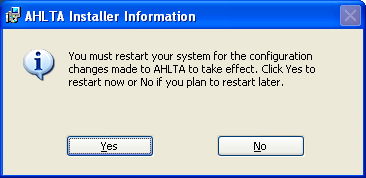 AHLTA Installer Information
You must restart your system for the configuration
changes made to AHLTA to take effect. Click Yes to
restart now or No if you plan to restart later.
Yes
No